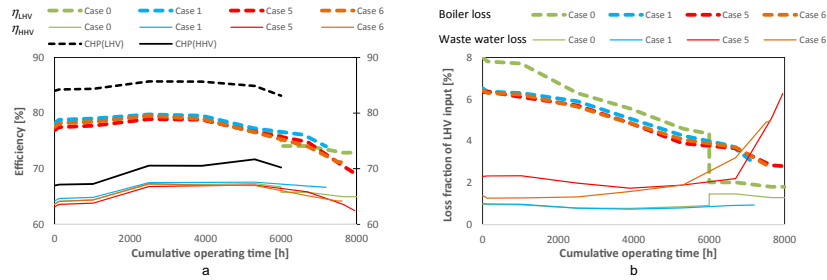 ηLHV Case 0 Case 1 Case 5 Case 6
ηHHV Case 0 Case 1 Case 5 Case 6
CHP(LHV) CHP(HHV)
90 90
80 80
70 70
60 60
Efficiency [%]
0 2000 4000 6000 8000
Cumulative operating time [h]
a
Boiler loss Case 0 Case 1 Case 5 Case 6
Waste water loss Case 0 Case 1 Case 5 Case 6
8
6
4
2
0
Loss fraction of LHV input [%]
0 2000 4000 6000 8000
Cumulative operating time [h]
b